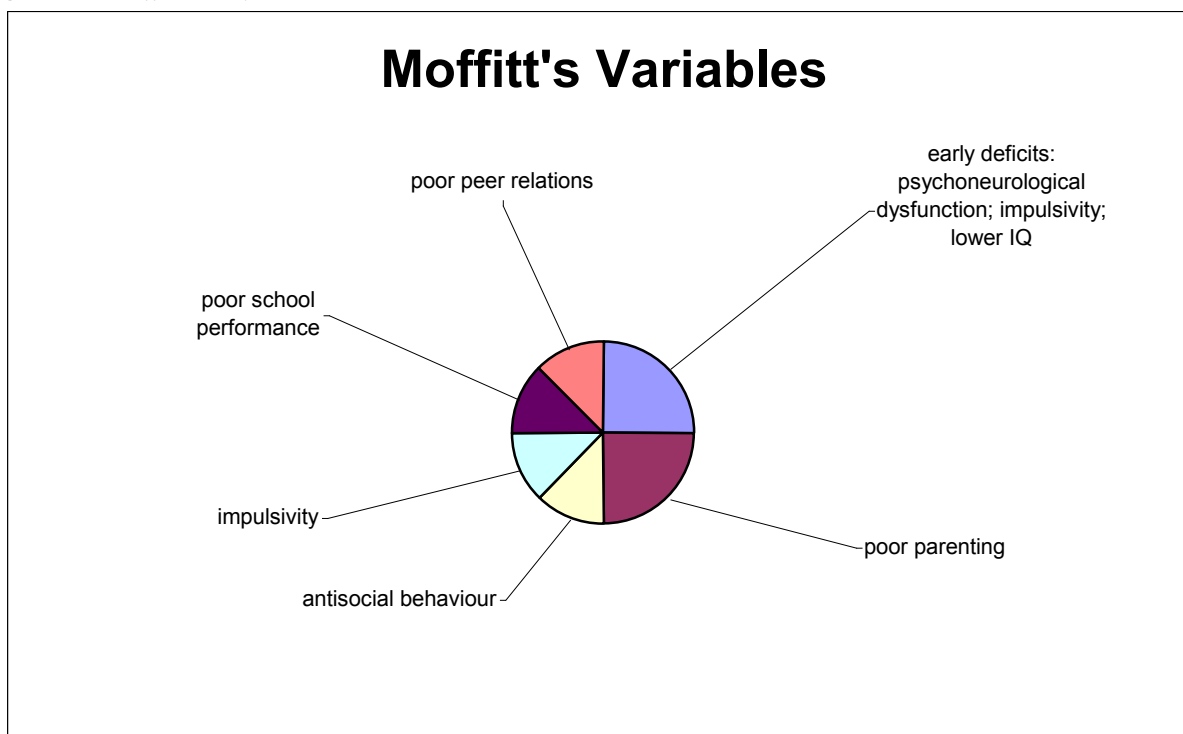 Moffitt's Variables
early deficits:
psychoneurological
dysfunction; impulsivity;
lower IQ
poor peer relations
poor school
performance
impulsivity
poor parenting
antisocial behaviour